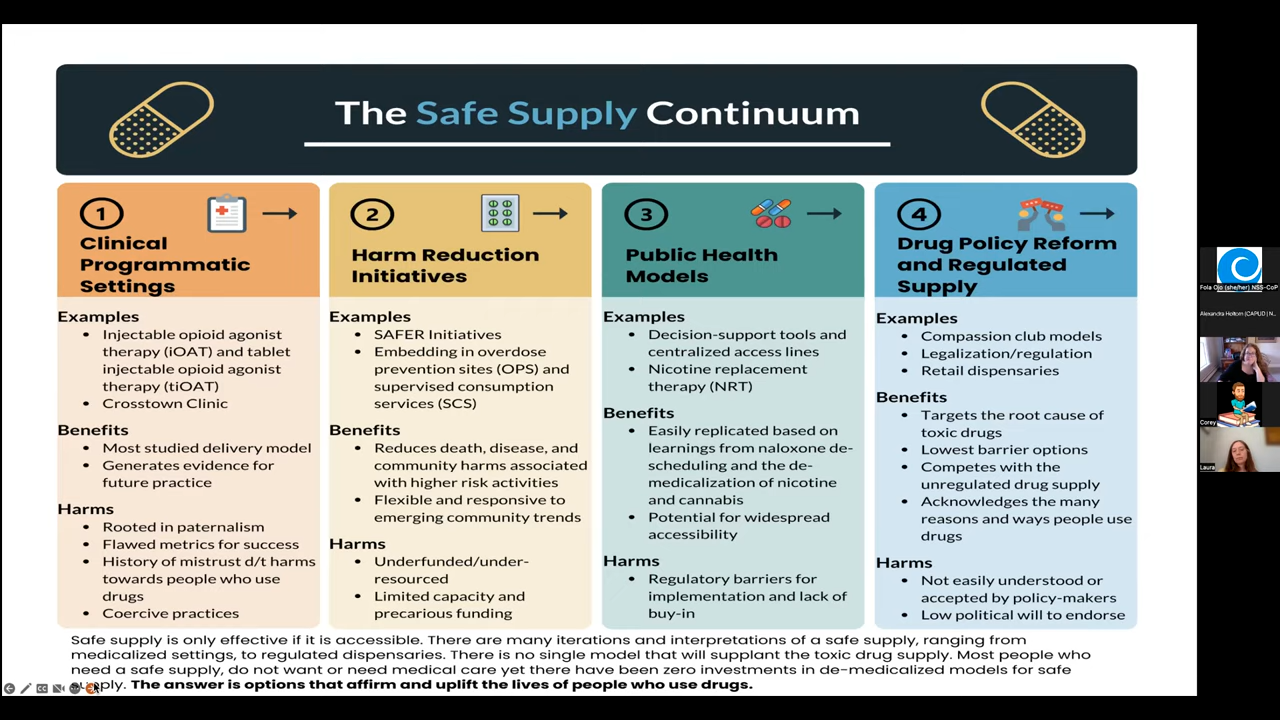 The Safe Supply Continuum
1
Clinical
Programmatic
Settings
Examples
• Injectable opioid agonist
therapy (iOAT) and tablet
injectable opioid agonist
therapy (tiOAT)
• Crosstown Clinic
Benefits
• Most studied delivery model
• Generates evidence for
future practice
Harms
• Rooted in paternalism
• Flawed metrics for success
• History of mistrust d/t harms
towards people who use
drugs
• Coercive practices
2
Harm Reduction
Initiatives
Examples
• SAFER Initiatives
• Embedding in overdose
prevention sites (OPS) and
supervised consumption
services (SCS)
Benefits
• Reduces death, disease, and
community harms associated
with higher risk activities
• Flexible and responsive to
emerging community trends
Harms
• Underfunded/under-
resourced
• Limited capacity and
precarious funding
3
Public Health
Models
Examples
• Decision-support tools and
centralized access lines
• Nicotine replacement
therapy (NRT)
Benefits
• Easily replicated based on
learnings from naloxone de-
scheduling and the de-
medicalization of nicotine
and cannabis
• Potential for widespread
accessibility
Harms
• Regulatory barriers for
implementation and lack of
buy-in
4
Drug Policy Reform
and Regulated
Supply
Examples
• Compassion club models
• Legalization/regulation
• Retail dispensaries
Benefits
• Targets the root cause of
toxic drugs
• Lowest barrier options
• Competes with the
unregulated drug supply
• Acknowledges the many
reasons and ways people use
drugs
Harms
• Not easily understood or
accepted by policy-makers
• Low political will to endorse
Safe supply is only effective if it is accessible. There are many iterations and interpretations of a safe supply, ranging from
medicalized settings, to regulated dispensaries. There is no single model that will supplant the toxic drug supply. Most people who
need a safe supply, do not want or need medical care yet there have been zero investments in de-medicalized models for safe
supply. The answer is options that affirm and uplift the lives of people who use drugs.
Fola Ojo (she/her) NSS-CoP
Alexandra Holtom (CAPUD) | N...
Corey
Laura